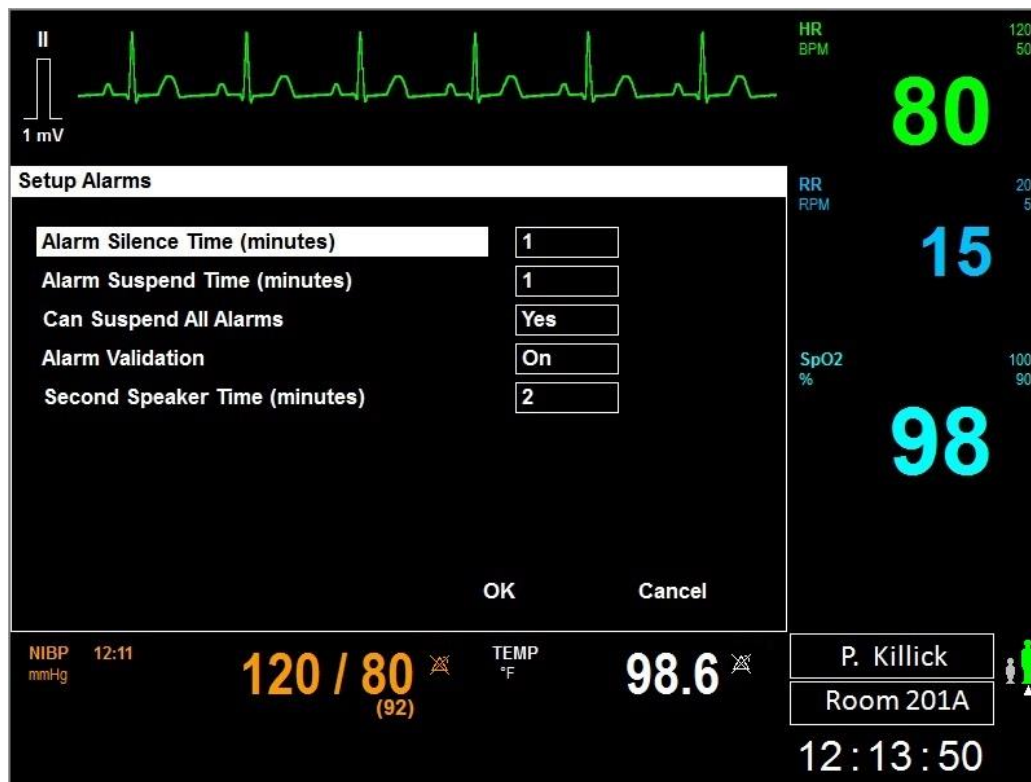 II
1 mV
HR 120
BPM 50
80
Setup Alarms
RR 20
RPM 5
15
Alarm Silence Time (minutes) 1
Alarm Suspend Time (minutes) 1
Can Suspend All Alarms Yes
Alarm Validation On
Second Speaker Time (minutes) 2
SpO2 100
% 90
98
OK Cancel
NIBP 12:11
mmHg
120 / 80
(92)
TEMP
°F
98.6
P. Killick
Room 201A
12:13:50